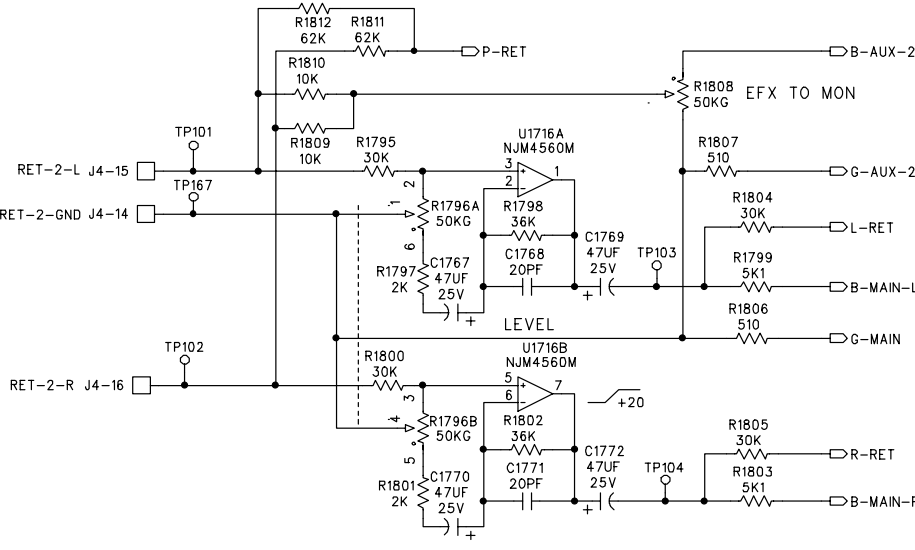 R1812
62K
R1811
62K
P-RET
B-AUX-2
R1810
10K
R1808
50KG
EFX TO MON
R1809
10K
TP101
R1795
30K
U1716A
NJM4560M
R1807
510
RET-2-L J4-15
2
3
2
1
G-AUX-2
TP167
RET-2-GND J4-14
1
R1796A
50KG
R1798
36K
R1804
30K
L-RET
6
C1767
47UF
25V
C1768
20PF
C1769
47UF
25V
TP103
R1799
5K1
R1797
2K
+
+
B-MAIN-L
LEVEL
R1806
510
G-MAIN
TP102
R1800
30K
U1716B
NJM4560M
RET-2-R J4-16
3
5
6
7
+20
4
R1796B
50KG
R1802
36K
R1805
30K
R-RET
5
C1770
47UF
25V
C1771
20PF
C1772
47UF
25V
TP104
R1803
5K1
R1801
2K
+
+
B-MAIN-R